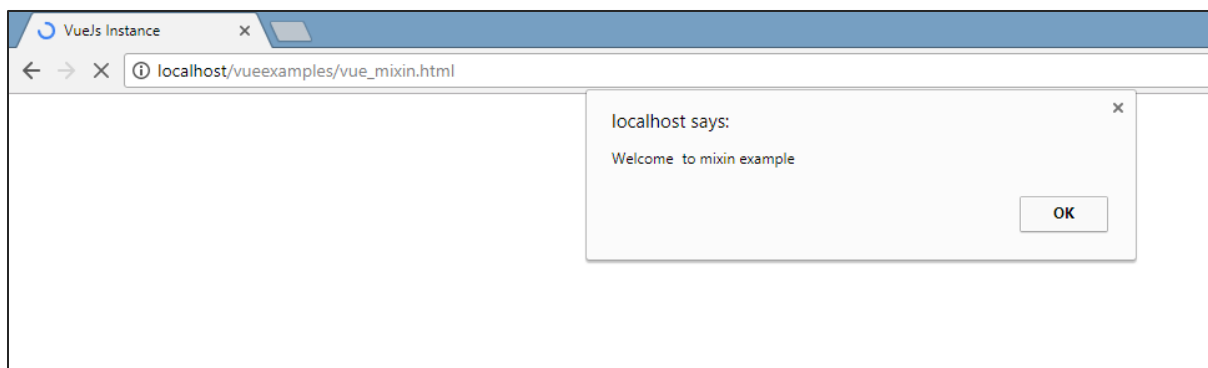 VueJs Instance
localhost/vueexamples/vue_mixin.html
localhost says:
Welcome  to mixin example
OK